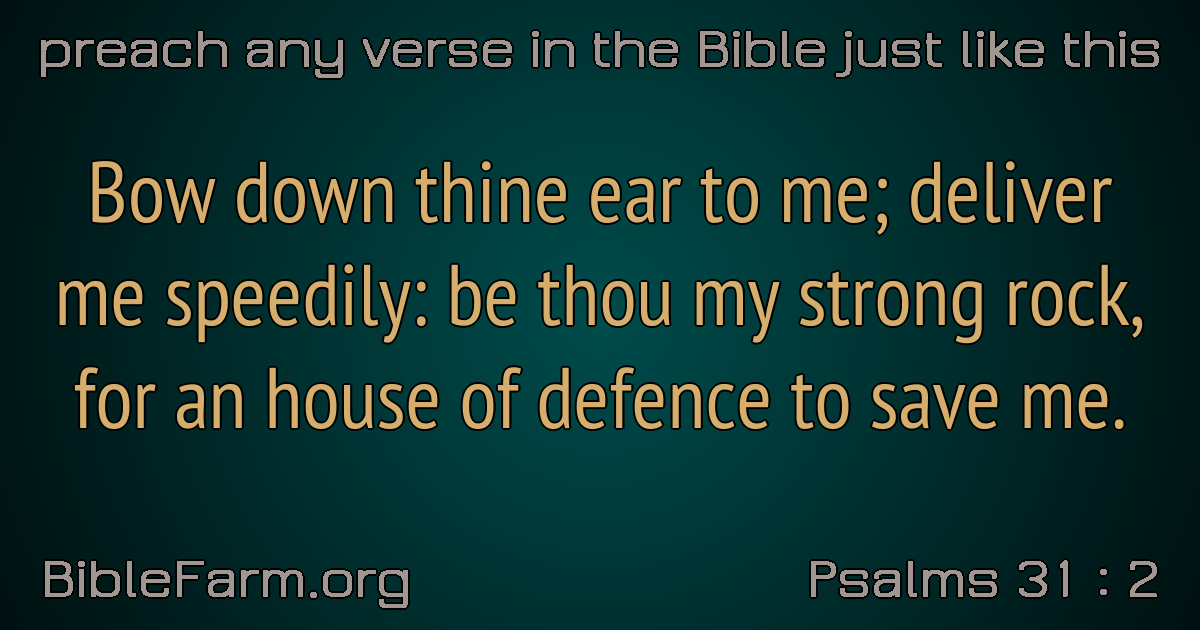 preach any verse in the Bible just like this
Bow down thine ear to me; deliver
me speedily: be thou my strong rock,
for an house of defence to save me.
BibleFarm.org
Psalms 31 : 2